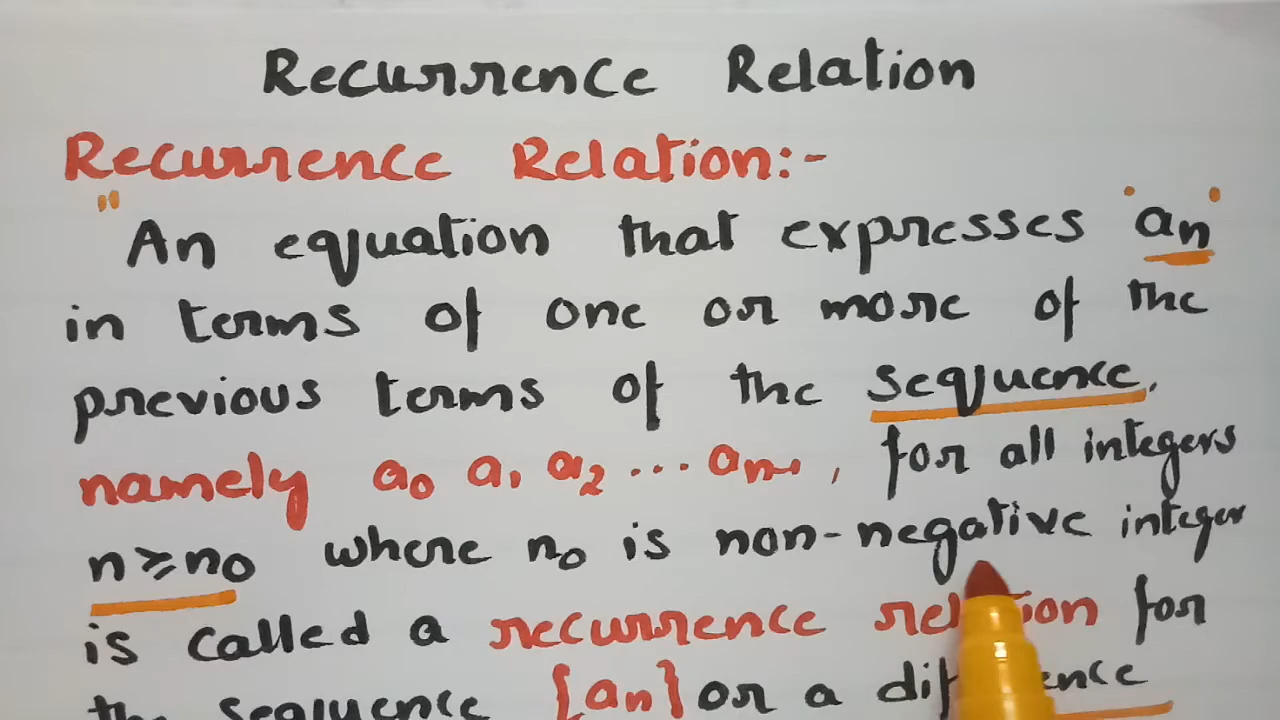 Recurrence Relation
Recurrence Relation:-
"An equation that expresses 'an'
in terms of one or more of the
previous terms of the sequence,
namely a₀ a₁ a₂ ... aₙ₋₁, for all integers
n ≥ n₀ where n₀ is non-negative integer
is called a recurrence relation for
the sequence {an} or a